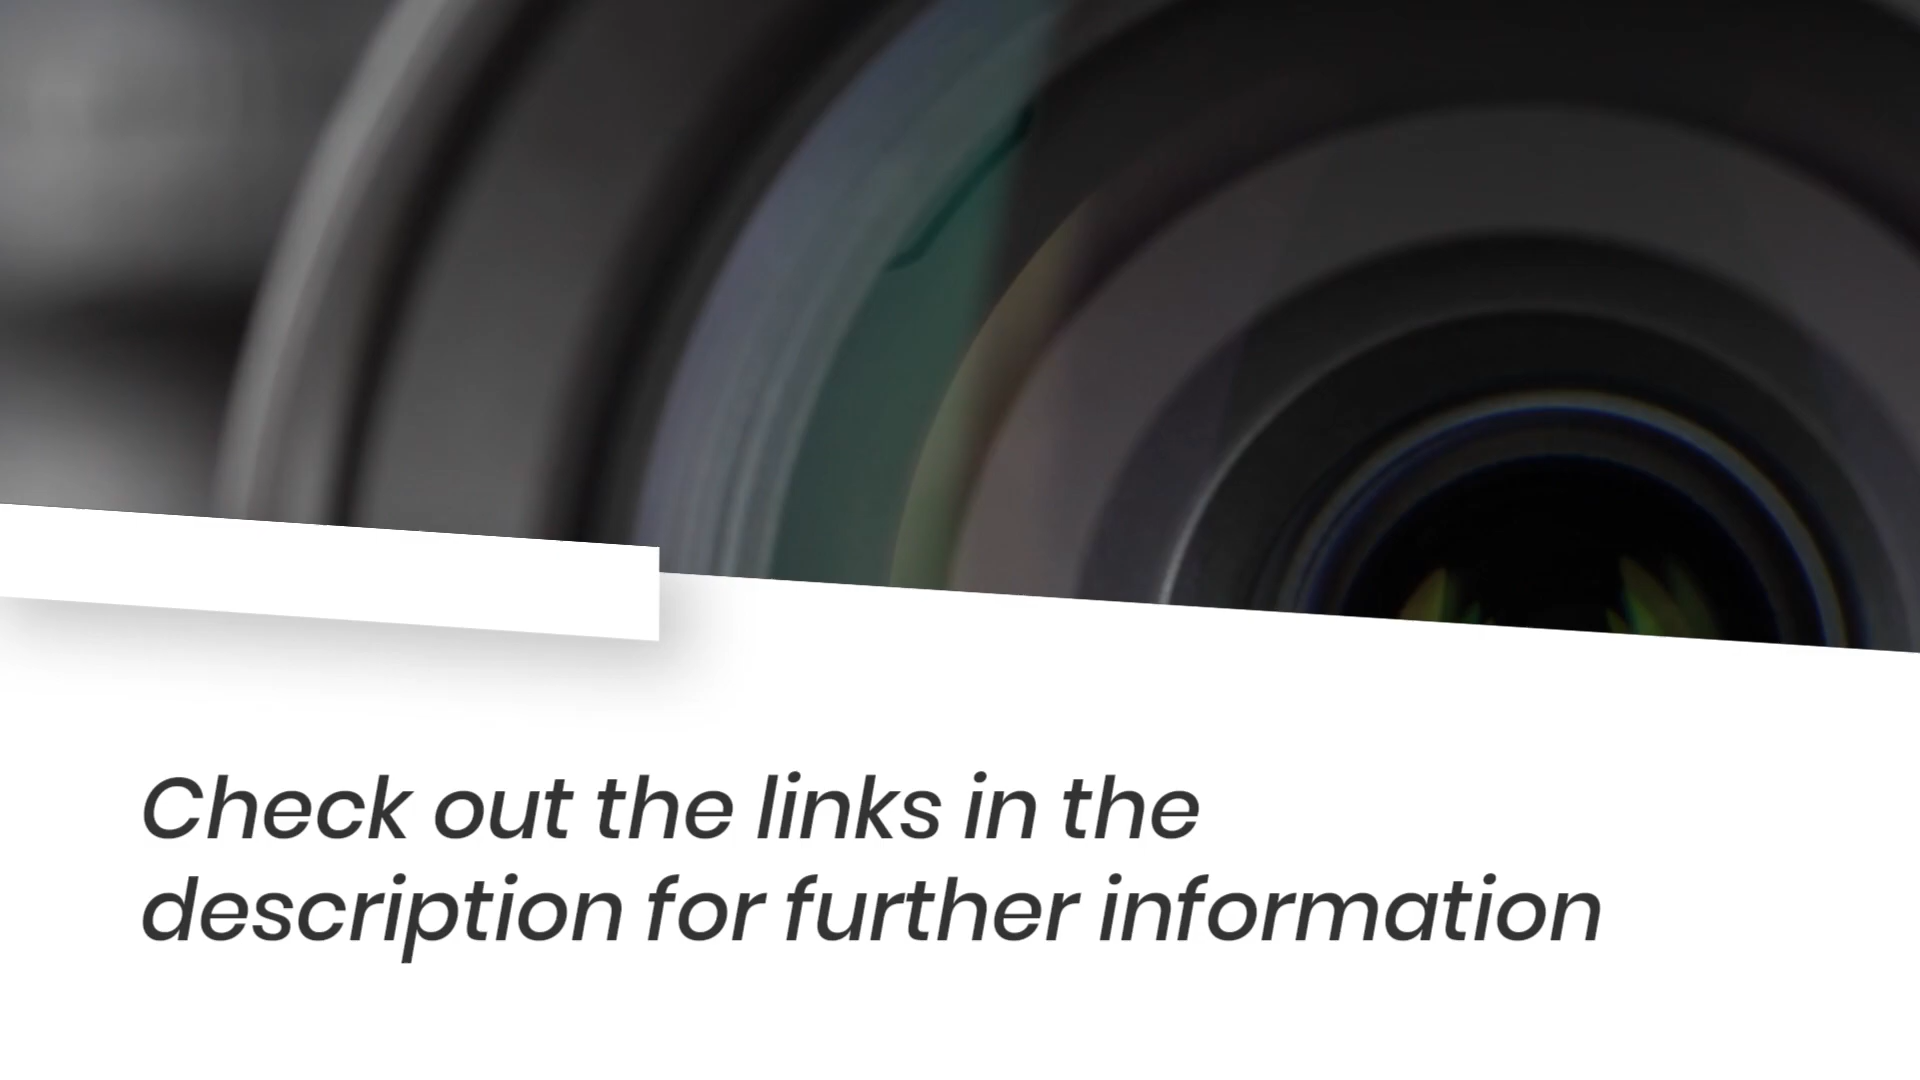 Check out the links in the
description for further information